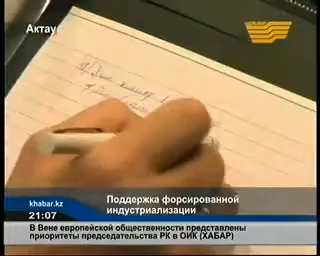 Актау
khabar.kz
Поддержка форсированной
индустриализации
21:07
В Вене европейской общественности представлены
приоритеты председательства РК в ОИК (ХАБАР)